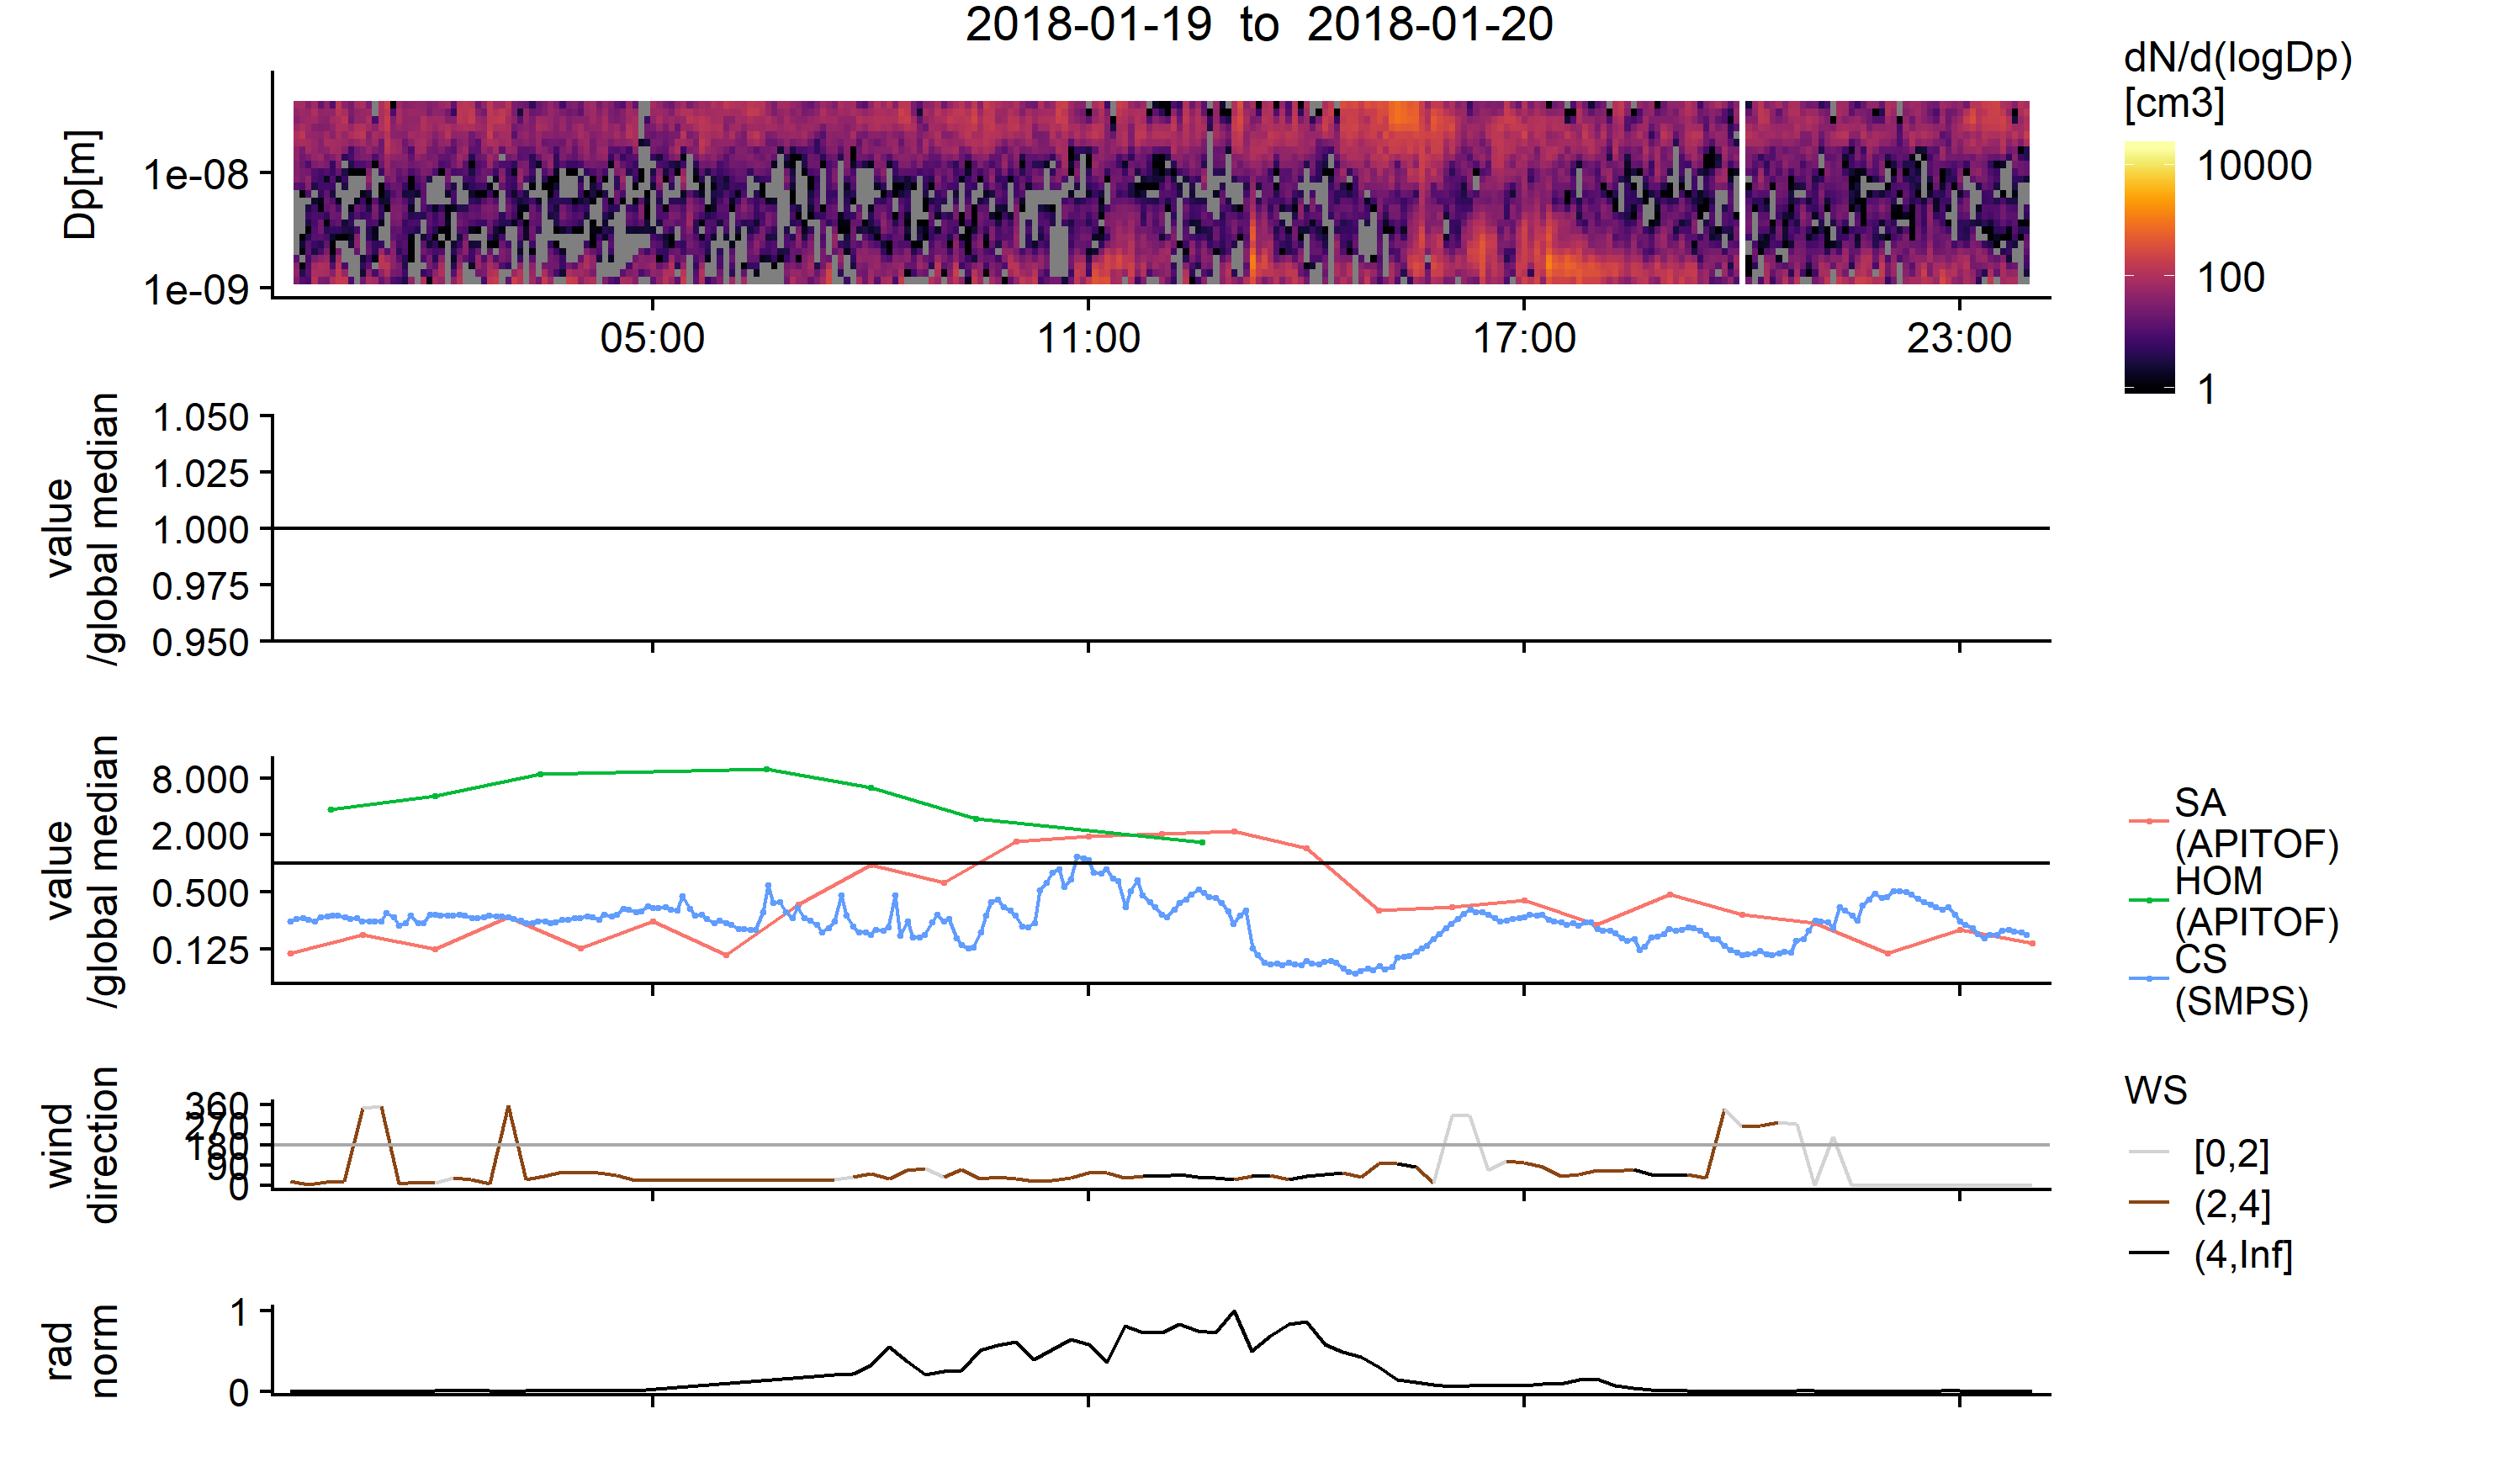 2018-01-19 to 2018-01-20
dN/d(logDp)
[cm3]
10000
100
1
Dp[m]
1e-08
1e-09
05:00
11:00
17:00
23:00
value
/global median
1.050
1.025
1.000
0.975
0.950
value
/global median
8.000
2.000
0.500
0.125
SA
(APITOF)
HOM
(APITOF)
CS
(SMPS)
wind
direction
360
270
180
90
0
WS
[0,2]
(2,4]
(4,Inf]
rad
norm
1
0